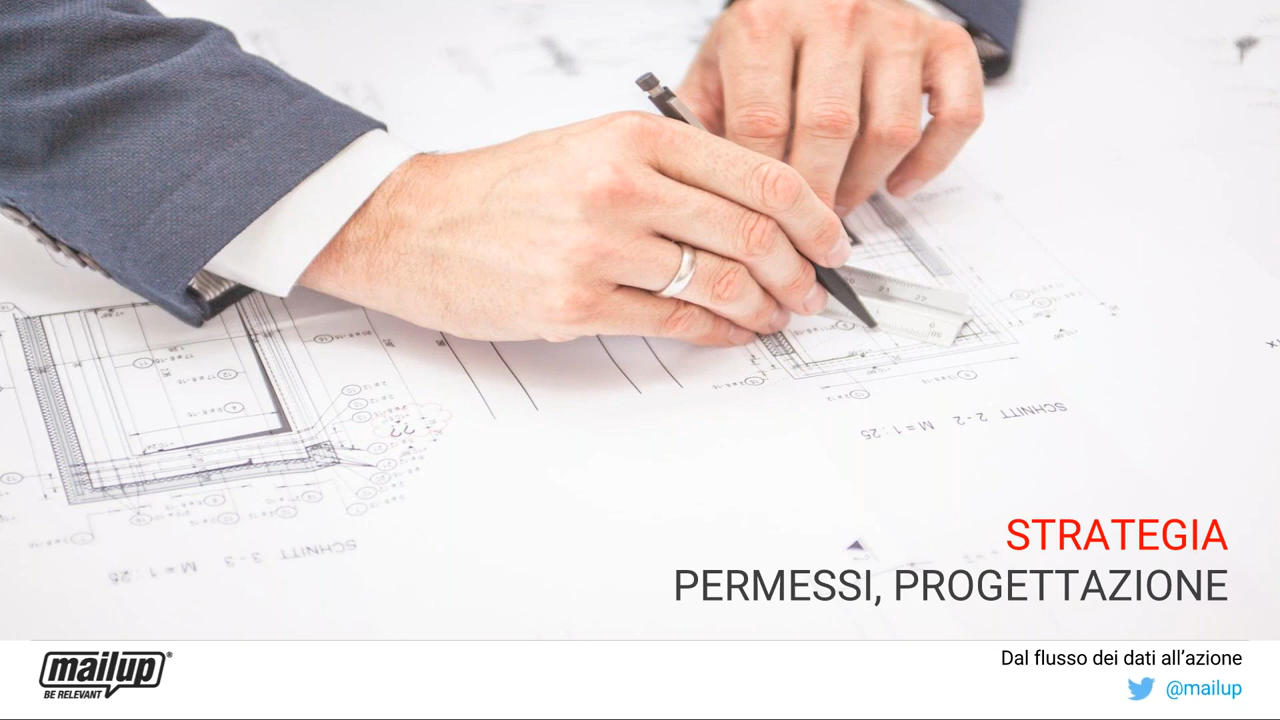 SCHNITT 2-2 M=1:25
SCHNITT 3-3 M=1:25
STRATEGIA
PERMESSI, PROGETTAZIONE
mailup®
BE RELEVANT
Dal flusso dei dati all’azione
@mailup